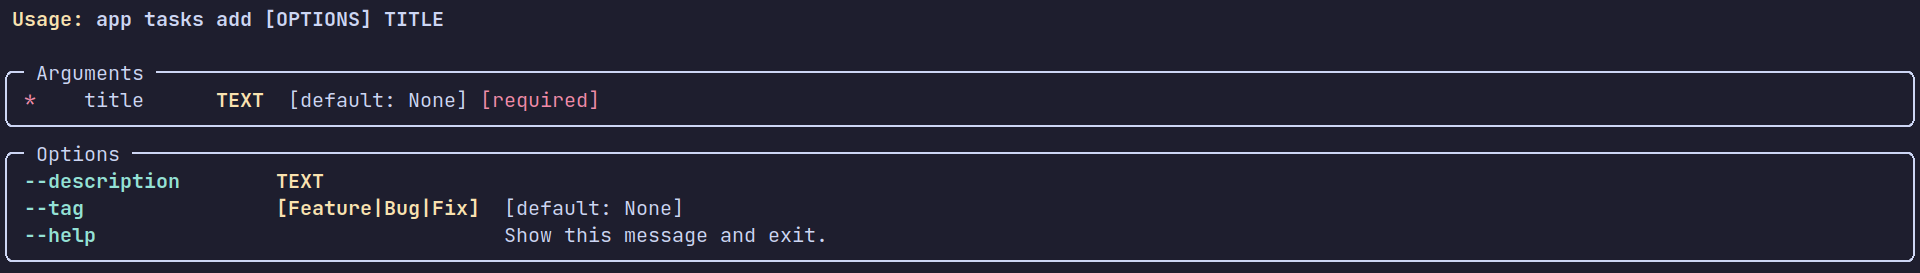 Usage: app tasks add [OPTIONS] TITLE
Arguments
* title TEXT [default: None] [required]
Options
--description TEXT
--tag [Feature|Bug|Fix] [default: None]
--help Show this message and exit.